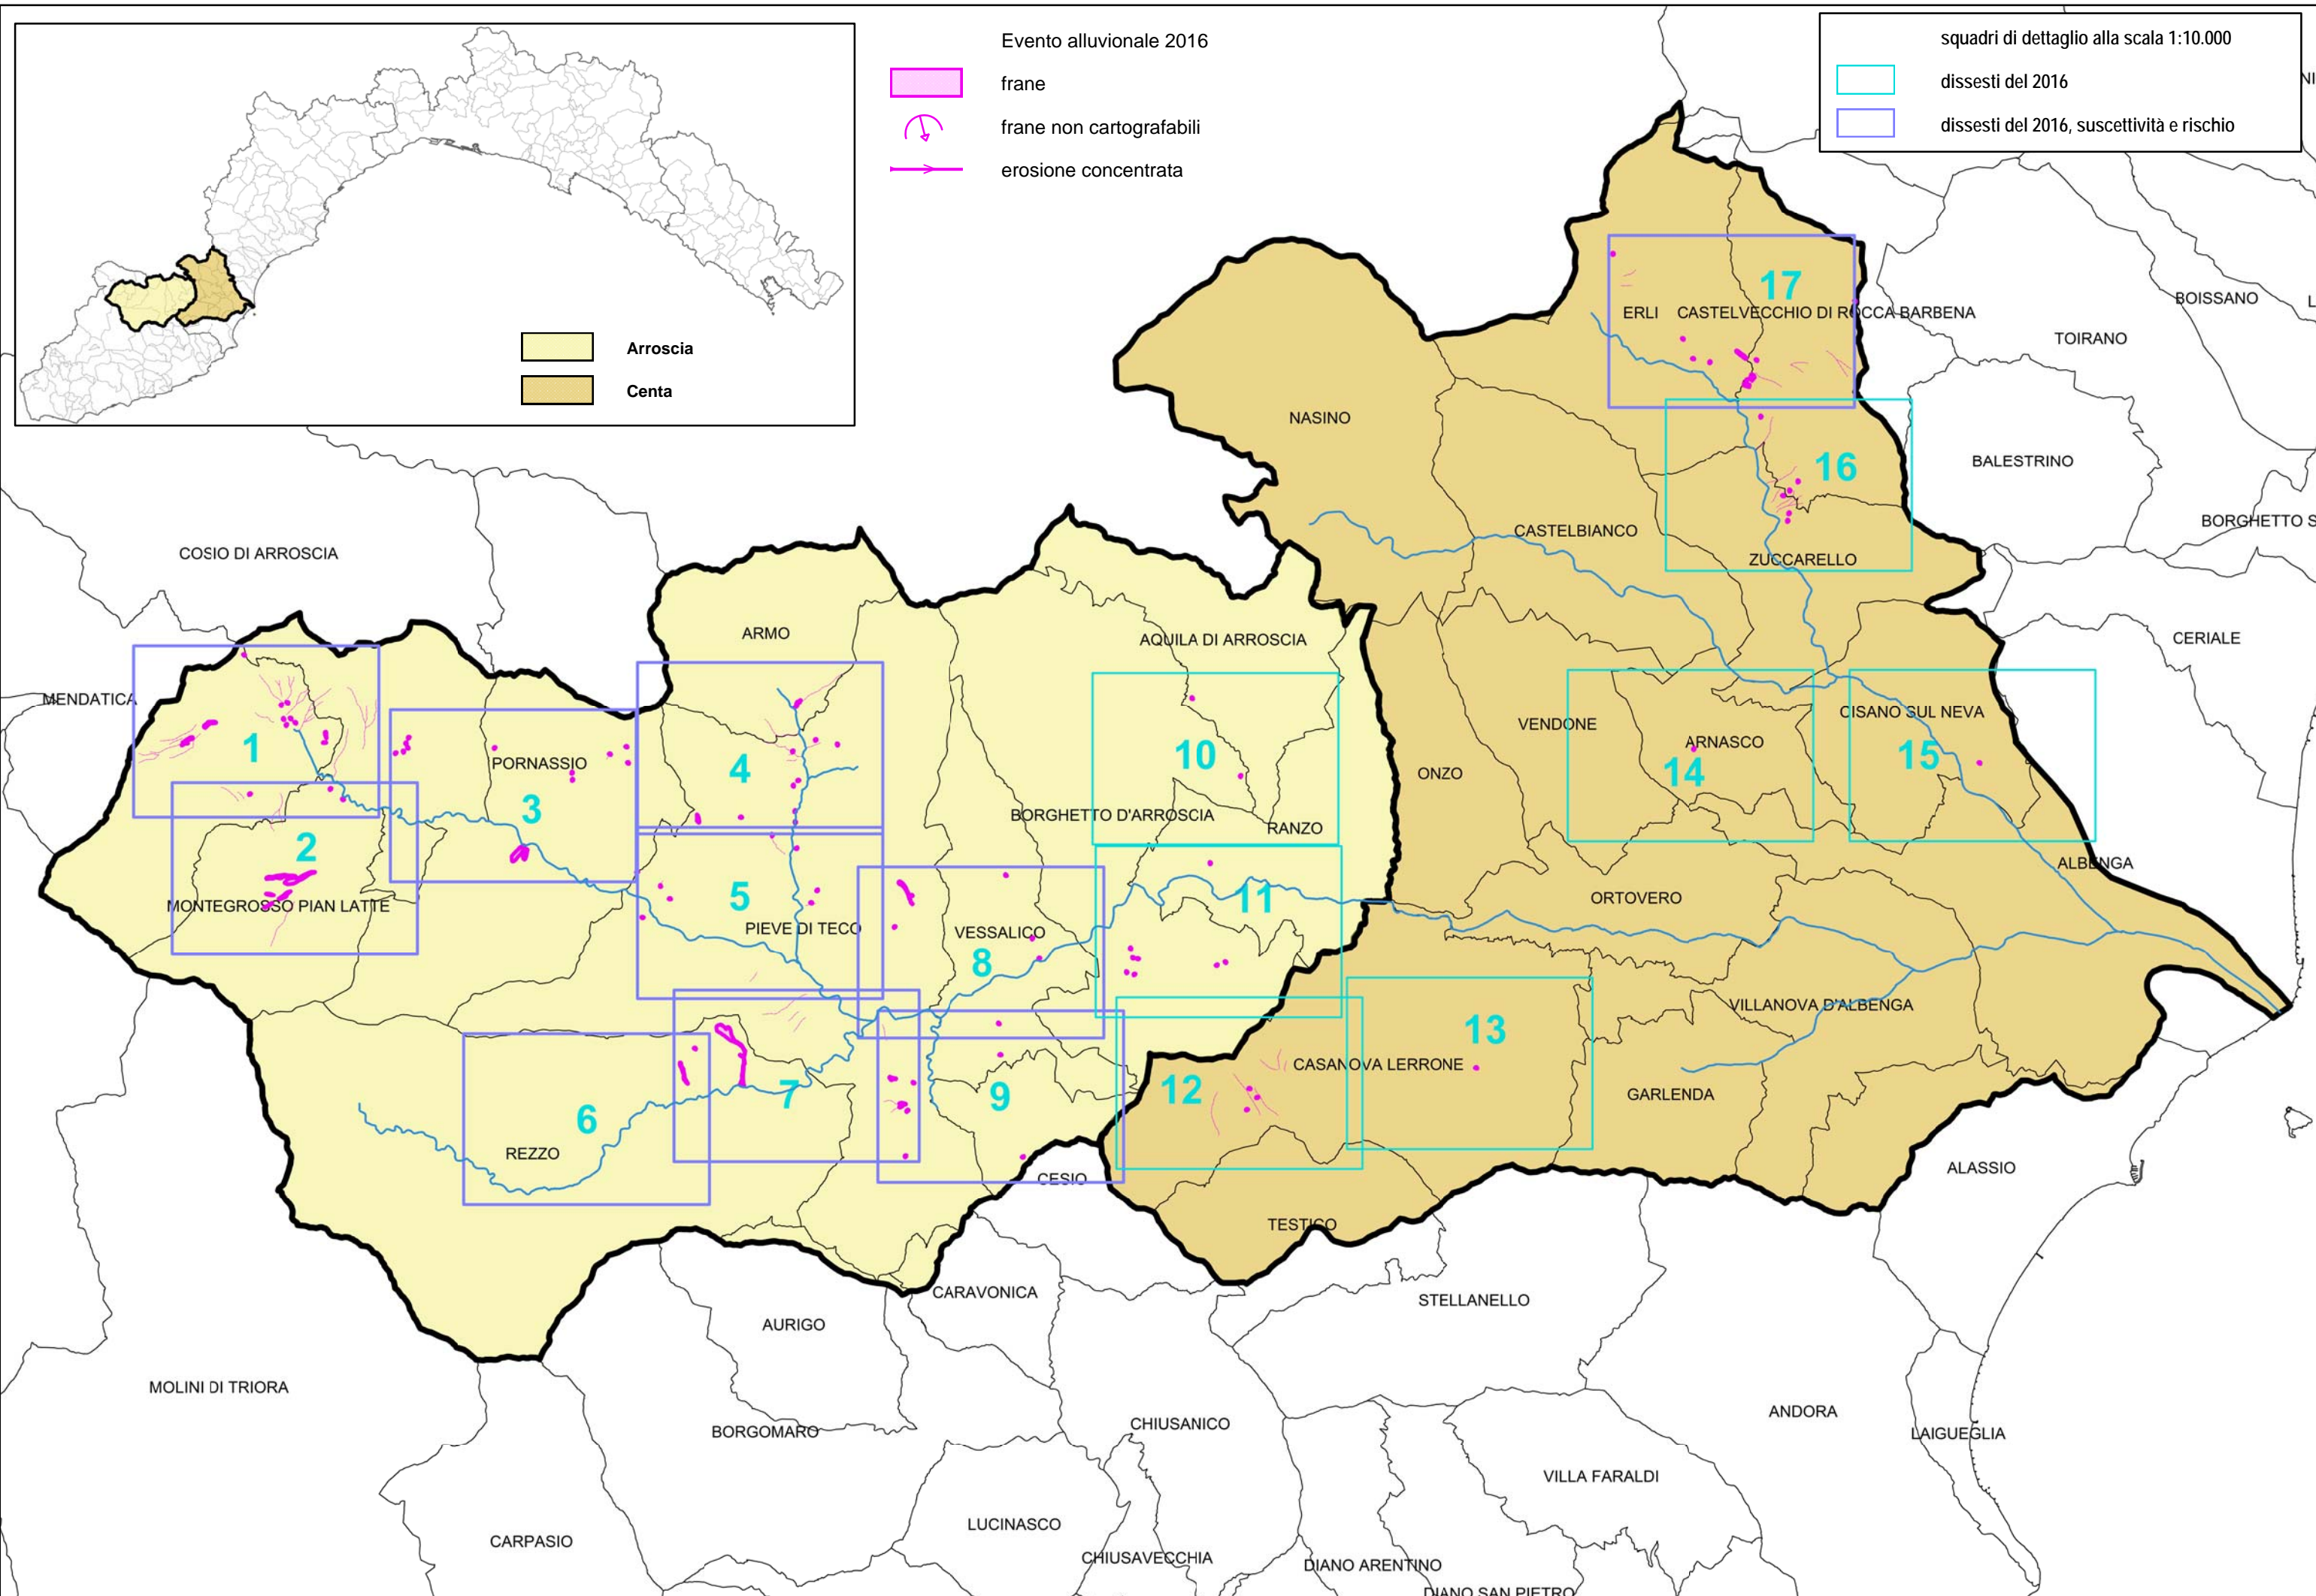 Evento alluvionale 2016
frane
frane non cartografabili
erosione concentrata
squadri di dettaglio alla scala 1:10.000
dissesti del 2016
dissesti del 2016, suscettività e rischio
Arroscia
Centa
NI
17
ERLI
CASTELVECCHIO DI ROCCA BARBENA
BOISSANO
L
TOIRANO
NASINO
16
BALESTRINO
BORGHETTO S
CASTELBIANCO
ZUCCARELLO
COSIO DI ARROSCIA
ARMO
AQUILA DI ARROSCIA
CERIALE
MENDATICA
1
PORNASSIO
4
10
VENDONE
CISANO SUL NEVA
ARNASCO
15
14
ONZO
3
BORGHETTO D'ARROSCIA
RANZO
2
ALBENGA
MONTEGROSSO PIAN LATTE
5
11
ORTOVERO
PIEVE DI TECO
VESSALICO
8
VILLANOVA D'ALBENGA
13
CASANOVA LERRONE
7
9
12
GARLENDA
6
REZZO
CESIO
ALASSIO
TESTICO
CARAVONICA
STELLANELLO
AURIGO
MOLINI DI TRIORA
BORGOMARO
CHIUSANICO
ANDORA
LAIGUEGLIA
VILLA FARALDI
LUCINASCO
CARPASIO
CHIUSAVECCHIA
DIANO ARENTINO
DIANO SAN PIETRO